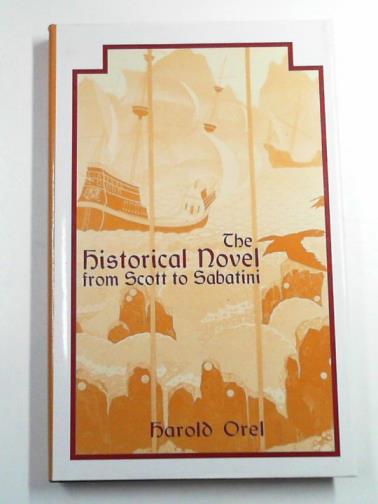 The
Historical Novel
from Scott to Sabatini
Harold Orel